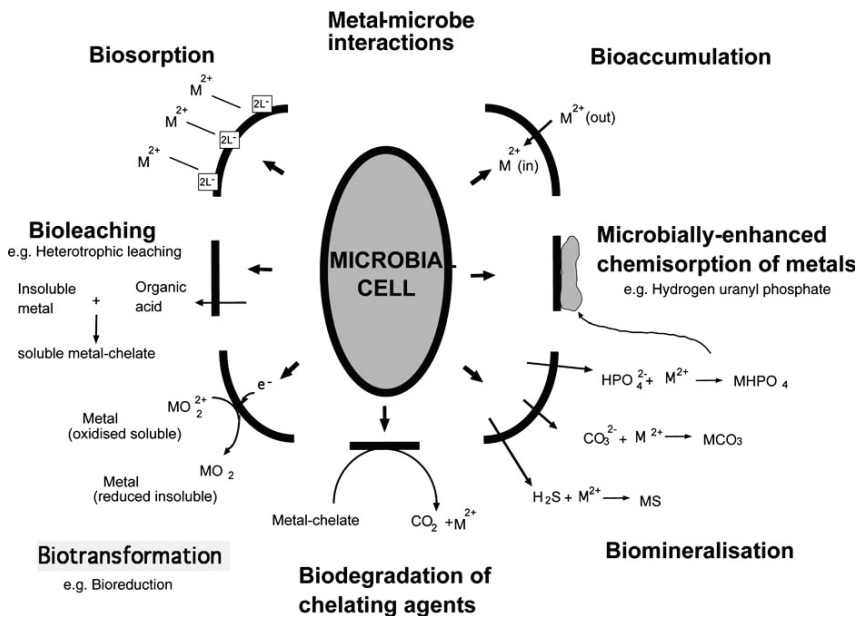 Metal-microbe
interactions
Biosorption
M2+
M2+
M2+
2L-
2L-
2L-
Bioaccumulation
M2+ (out)
M2+ (in)
Bioleaching
e.g. Heterotrophic leaching
Insoluble
metal
+
Organic
acid
soluble metal-chelate
MICROBIA
CELL
Microbially-enhanced
chemisorption of metals
e.g. Hydrogen uranyl phosphate
HPO42- + M2+ → MHPO4
CO32- + M2+ → MCO3
H2S + M2+ → MS
Biomineralisation
e-
MO22+
Metal
(oxidised soluble)
MO2
Metal
(reduced insoluble)
Biotransformation
e.g. Bioreduction
Metal-chelate
CO2 +M2+
Biodegradation of
chelating agents